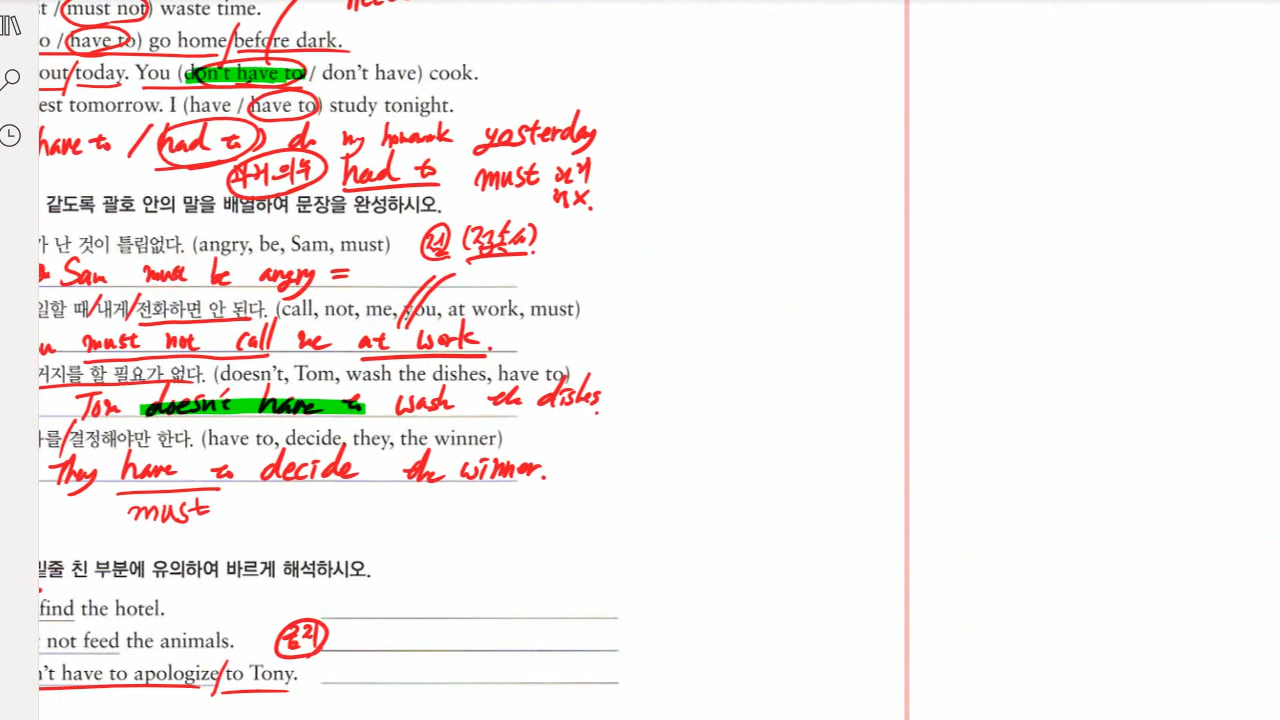 / must not) waste time.
/ have to) go home before dark.
out today. You (don't have to / don't have) cook.
est tomorrow. I (have / have to) study tonight.
have to / had to) do my homework yesterday
과거 의무 had to must
같도록 괄호 안의 말을 배열하여 문장을 완성하시오.
가 난 것이 틀림없다. (angry, be, Sam, must)
Sam must be angry =
일할 때 내게 전화하면 안 된다. (call, not, me, you, at work, must)
must not call me at work.
거지를 할 필요가 없다. (doesn't, Tom, wash the dishes, have to)
Tom doesn't have to wash the dishes.
를 결정해야만 한다. (have to, decide, they, the winner)
They have to decide the winner.
must
밑줄 친 부분에 유의하여 바르게 해석하시오.
find the hotel.
not feed the animals.
금지
n't have to apologize to Tony.